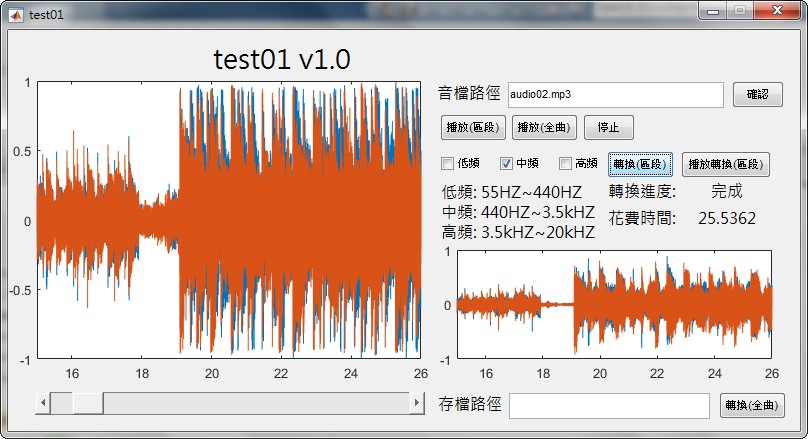 test01
test01 v1.0
1
0.5
0
-0.5
-1
16 18 20 22 24 26
音檔路徑 audio02.mp3 確認
播放(區段) 播放(全曲) 停止
低頻 中頻 高頻 轉換(區段) 播放轉換(區段)
低頻: 55HZ~440HZ
中頻: 440HZ~3.5kHZ
高頻: 3.5kHZ~20kHZ
轉換進度: 完成
花費時間: 25.5362
1
0
-1
16 18 20 22 24 26
存檔路徑 轉換(全曲)